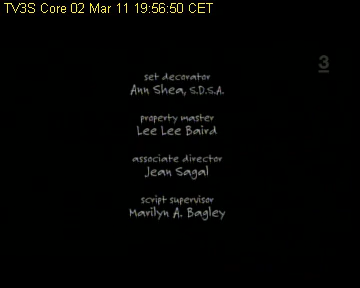 TV3S Core 02 Mar 11 19:56:50 CET
3
set decorator
Ann Shea, S.D.S.A.
property master
Lee Lee Baird
associate director
Jean Sagal
script supervisor
Marilyn A. Bagley